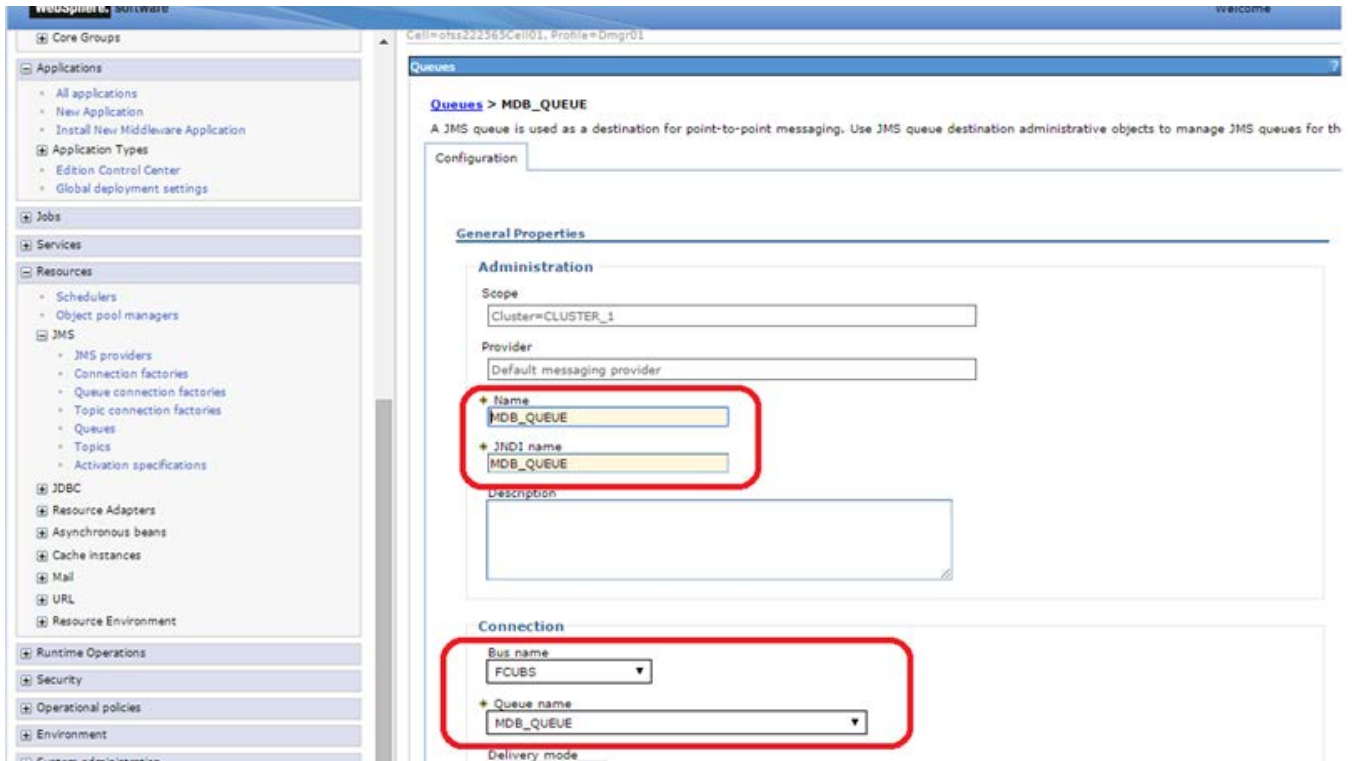 WebSphere. software
Welcome
Core Groups
Applications
All applications
New Application
Install New Middleware Application
Application Types
Edition Control Center
Global deployment settings
Jobs
Services
Resources
Schedulers
Object pool managers
JMS
JMS providers
Connection factories
Queue connection factories
Topic connection factories
Queues
Topics
Activation specifications
JDBC
Resource Adapters
Asynchronous beans
Cache instances
Mail
URL
Resource Environment
Runtime Operations
Security
Operational policies
Environment
System administration
Cell=ofss222565Cell01, Profile=Dmgr01
Queues
?
Queues > MDB_QUEUE
A JMS queue is used as a destination for point-to-point messaging. Use JMS queue destination administrative objects to manage JMS queues for th
Configuration
General Properties
Administration
Scope
Cluster=CLUSTER_1
Provider
Default messaging provider
Name
MDB_QUEUE
JNDI name
MDB_QUEUE
Description
Connection
Bus name
FCUBS
Queue name
MDB_QUEUE
Delivery mode